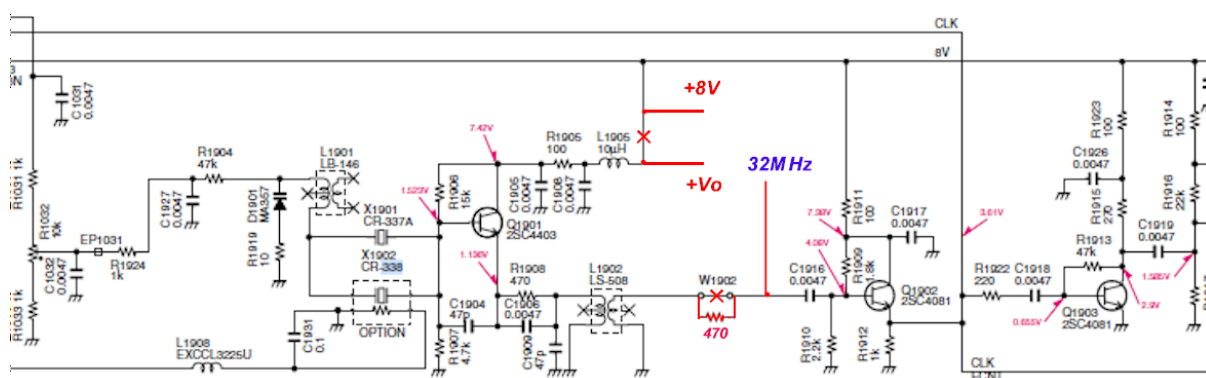 CLK
8V
C1031
0.0047
+8V
+Vo
32M Hz
7.42V
R1905
100
L1905
10µH
R1904
47k
L1901
LB-146
C1927
0.0047
D1901
MA357
R1919
10
X1901
CR-337A
X1902
CR-338
OPTION
1.523V
R1906
15k
C1905
0.0047
C1908
0.0047
Q1901
2SC4403
1.136V
R1031 1k
R1032
10k
C1032
0.0047
EP1031
R1924
1k
R1033 1k
C1931
0.1
L1908
EXCCL3225U
C1904
47p
R1907
4.7k
R1908
470
C1906
0.0047
C1909
47p
L1902
LS-508
W1902
470
7.38V
4.06V
R1911
100
C1917
0.0047
R1909
1.8k
C1916
0.0047
Q1902
2SC4081
R1910
2.2k
R1912
1k
3.61V
R1922
220
C1918
0.0047
0.655V
R1913
47k
Q1903
2SC4081
2.9V
R1923
100
C1926
0.0047
R1915
270
C1919
0.0047
1.585V
R1914
100
R1916
22k
CLK